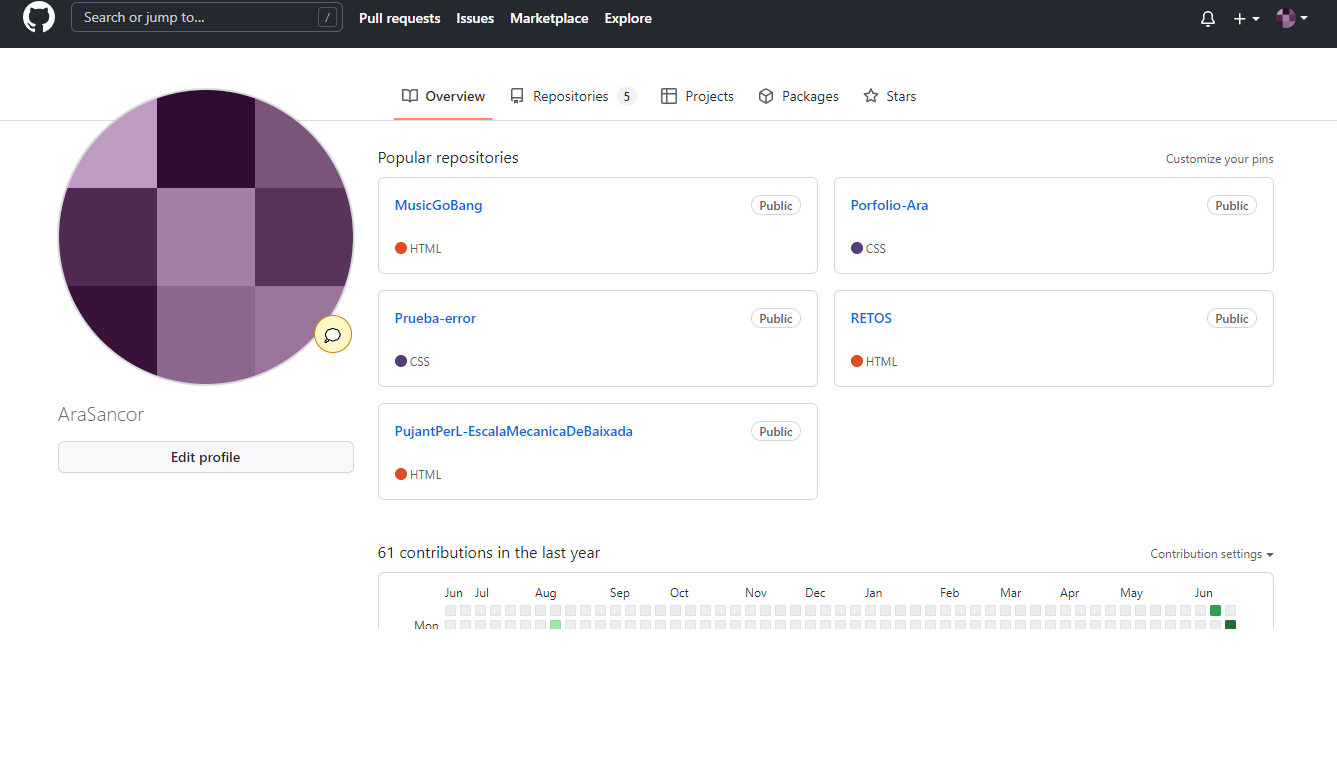 Search or jump to... / Pull requests Issues Marketplace Explore
Overview Repositories 5 Projects Packages Stars
Popular repositories Customize your pins
MusicGoBang Public
HTML
Porfolio-Ara Public
CSS
Prueba-error Public
CSS
RETOS Public
HTML
PujantPerL-EscalaMecanicaDeBaixada Public
HTML
AraSancor
Edit profile
61 contributions in the last year Contribution settings
Jun Jul Aug Sep Oct Nov Dec Jan Feb Mar Apr May Jun
Mon